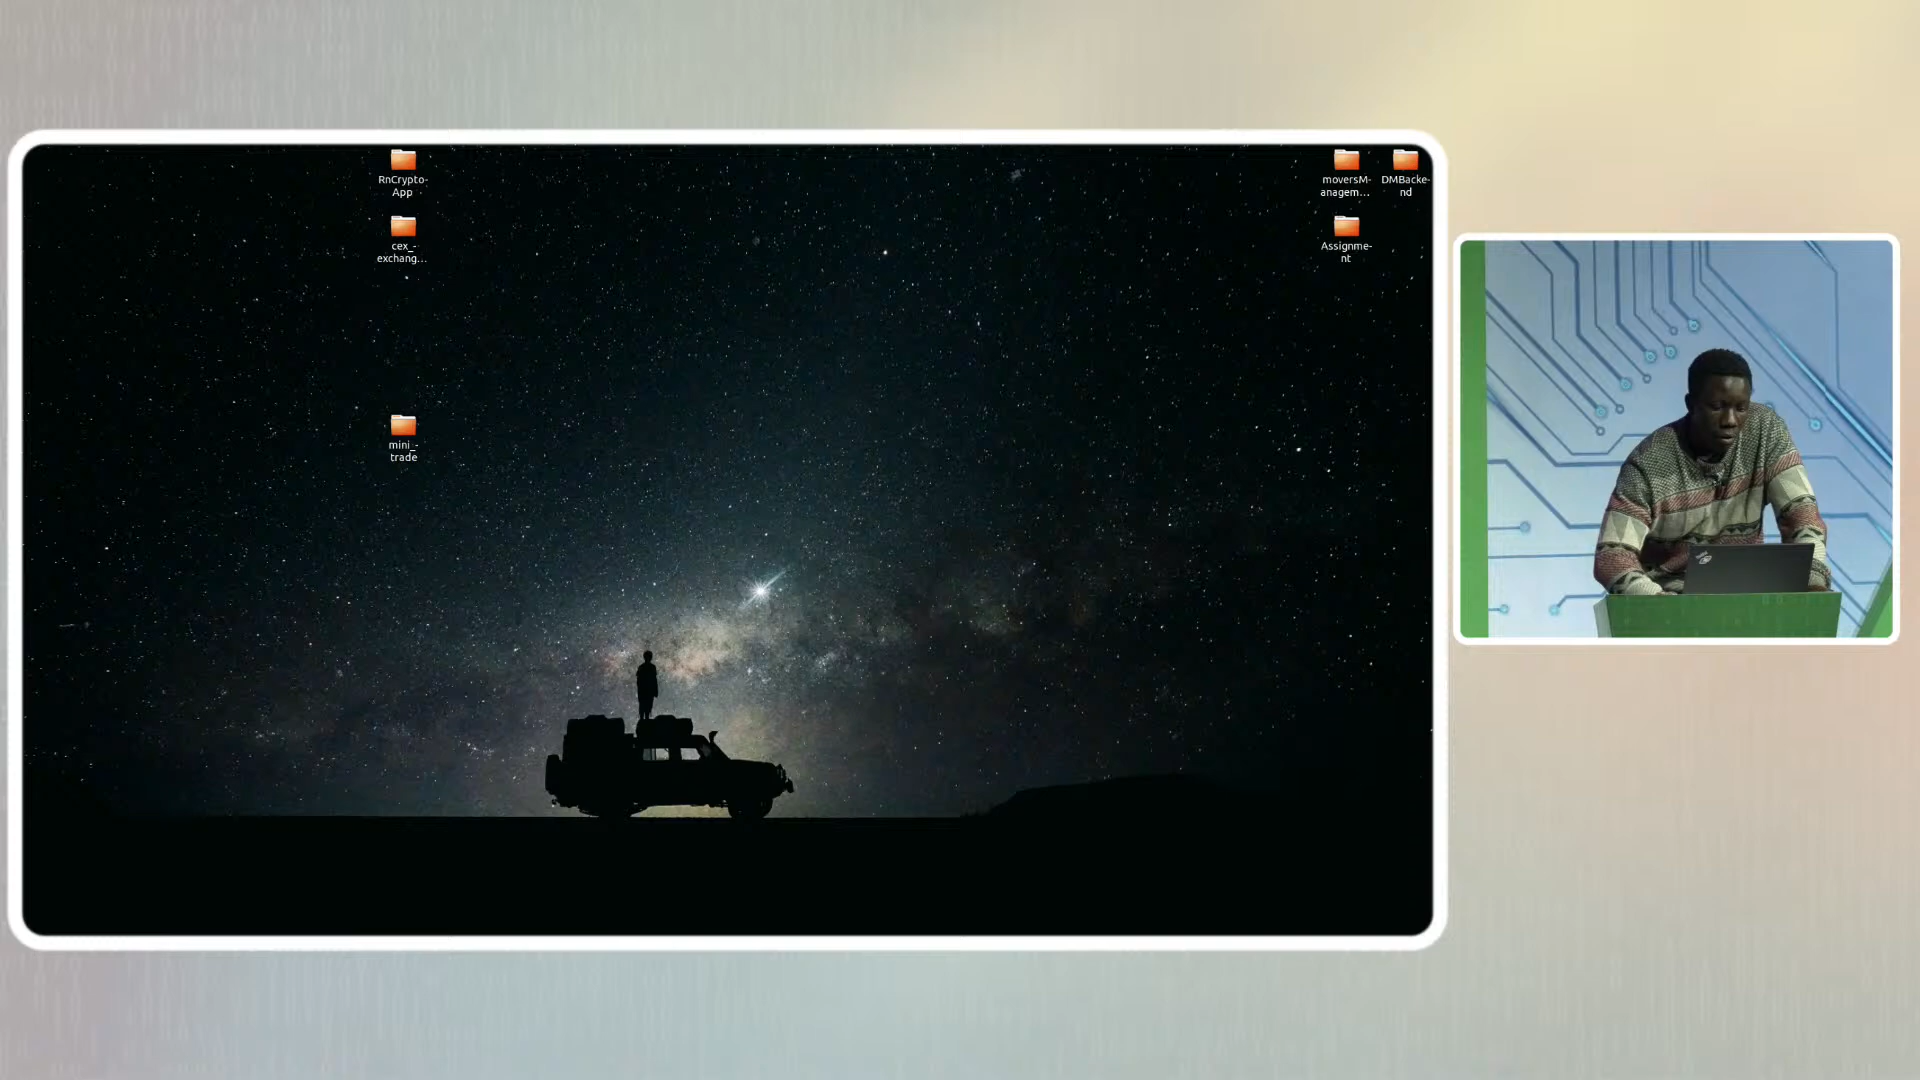 RnCrypto-
App
cex_-
exchang...
mini_-
trade
moversM-
anagem...
DMBacke-
nd
Assignme-
nt